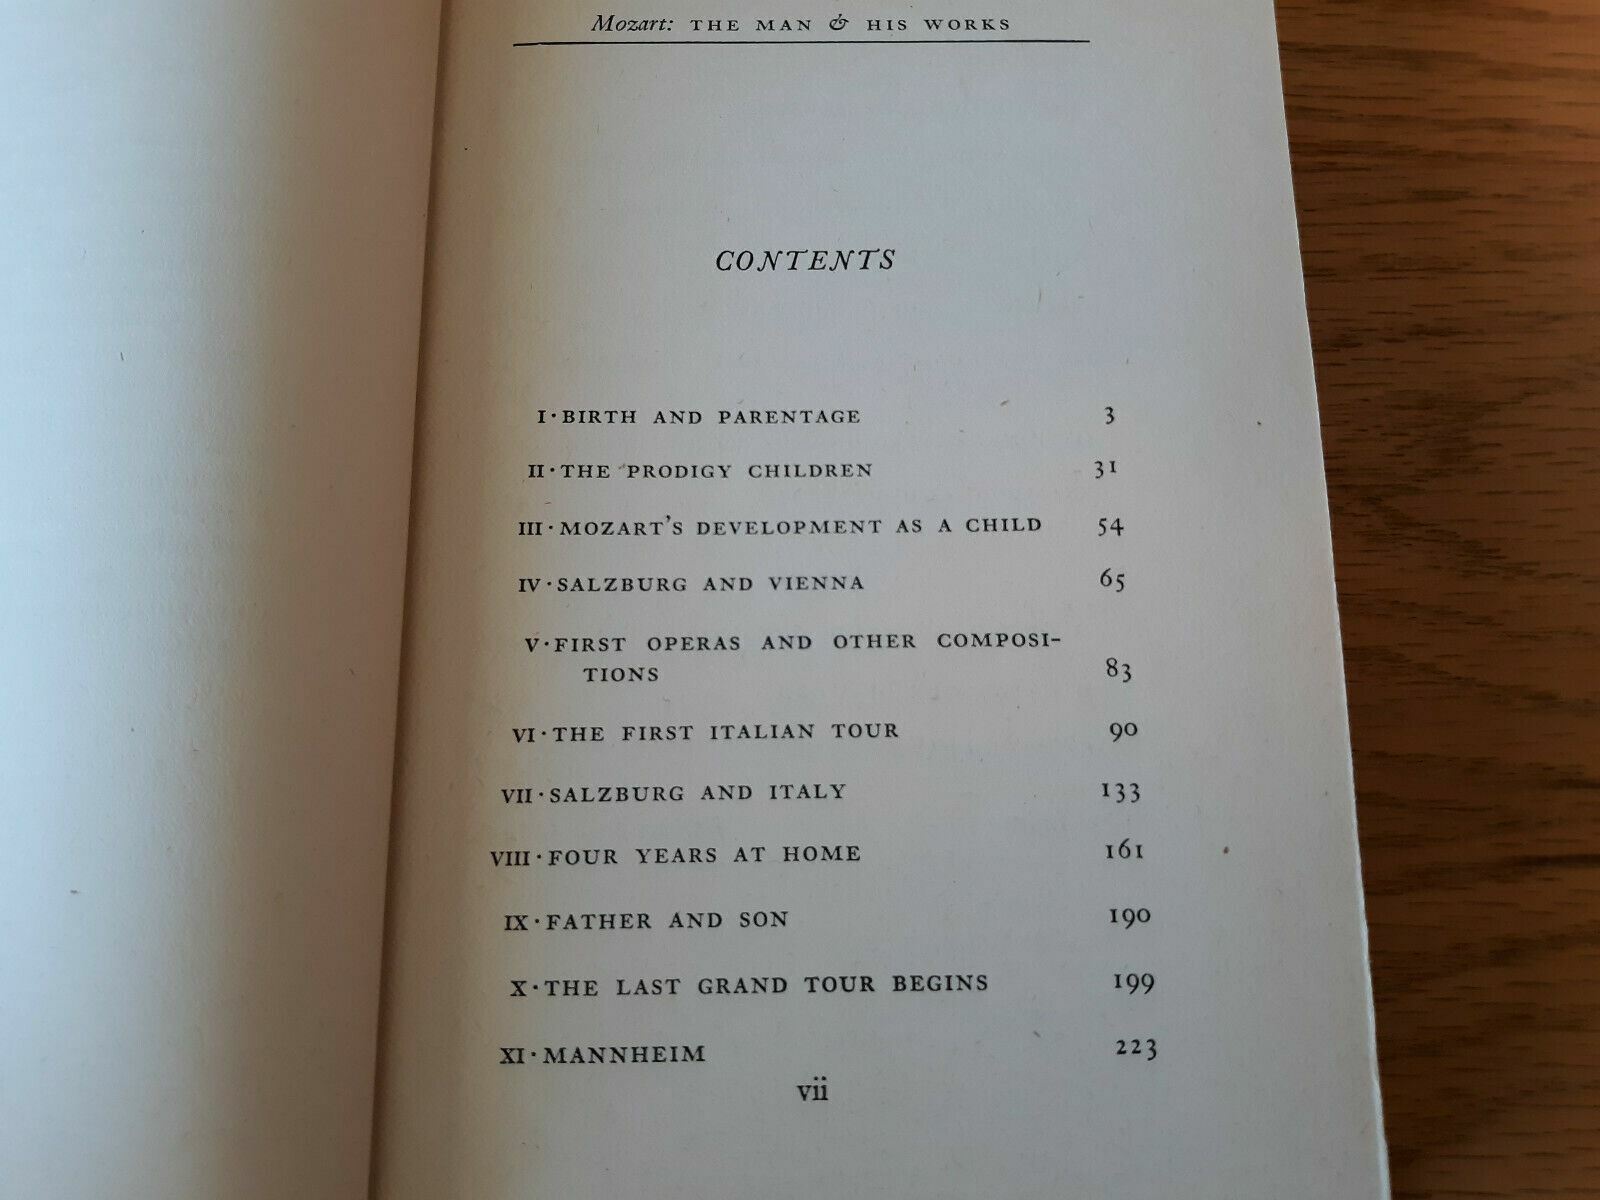 Mozart: THE MAN & HIS WORKS
CONTENTS
I · BIRTH AND PARENTAGE 3
II · THE PRODIGY CHILDREN 31
III · MOZART'S DEVELOPMENT AS A CHILD 54
IV · SALZBURG AND VIENNA 65
V · FIRST OPERAS AND OTHER COMPOSI-
TIONS 83
VI · THE FIRST ITALIAN TOUR 90
VII · SALZBURG AND ITALY 133
VIII · FOUR YEARS AT HOME 161
IX · FATHER AND SON 190
X · THE LAST GRAND TOUR BEGINS 199
XI · MANNHEIM 223
vii